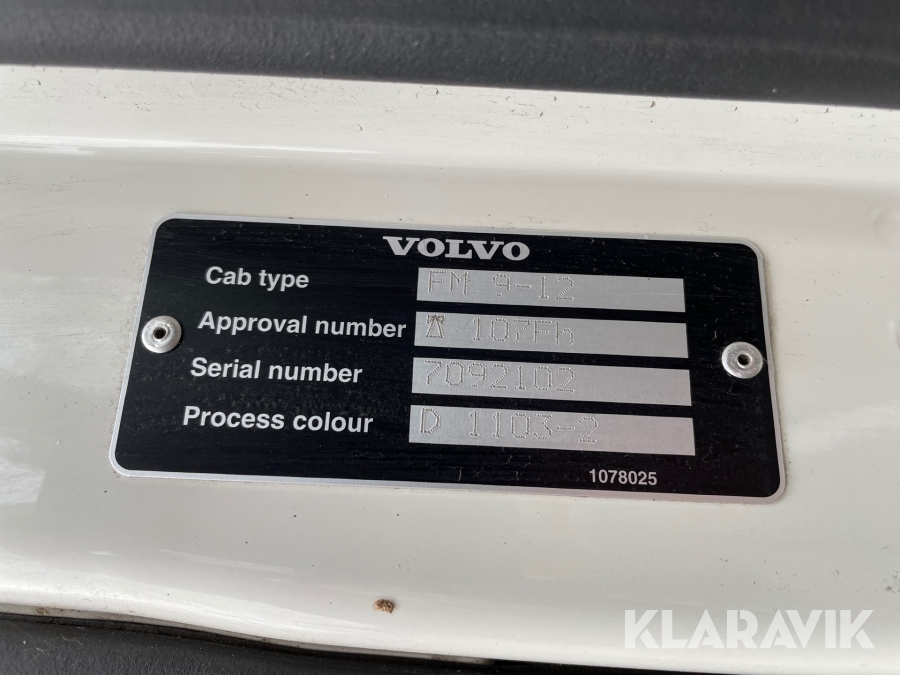 VOLVO
Cab type FM 9-12
Approval number 107Fh
Serial number 7092102
Process colour D 1103-2
1078025
KLARAVIK